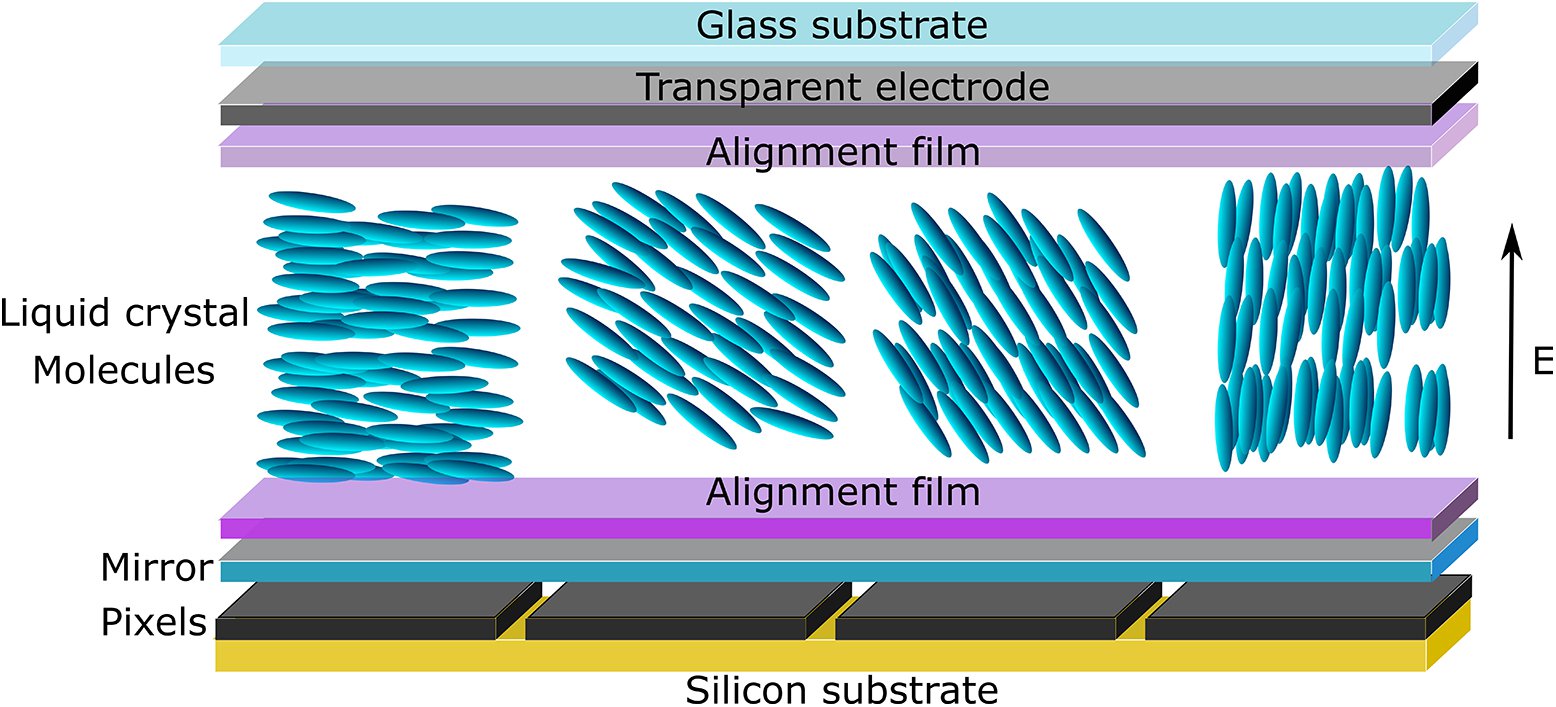 Glass substrate
Transparent electrode
Alignment film
Liquid crystal
Molecules
E
Alignment film
Mirror
Pixels
Silicon substrate